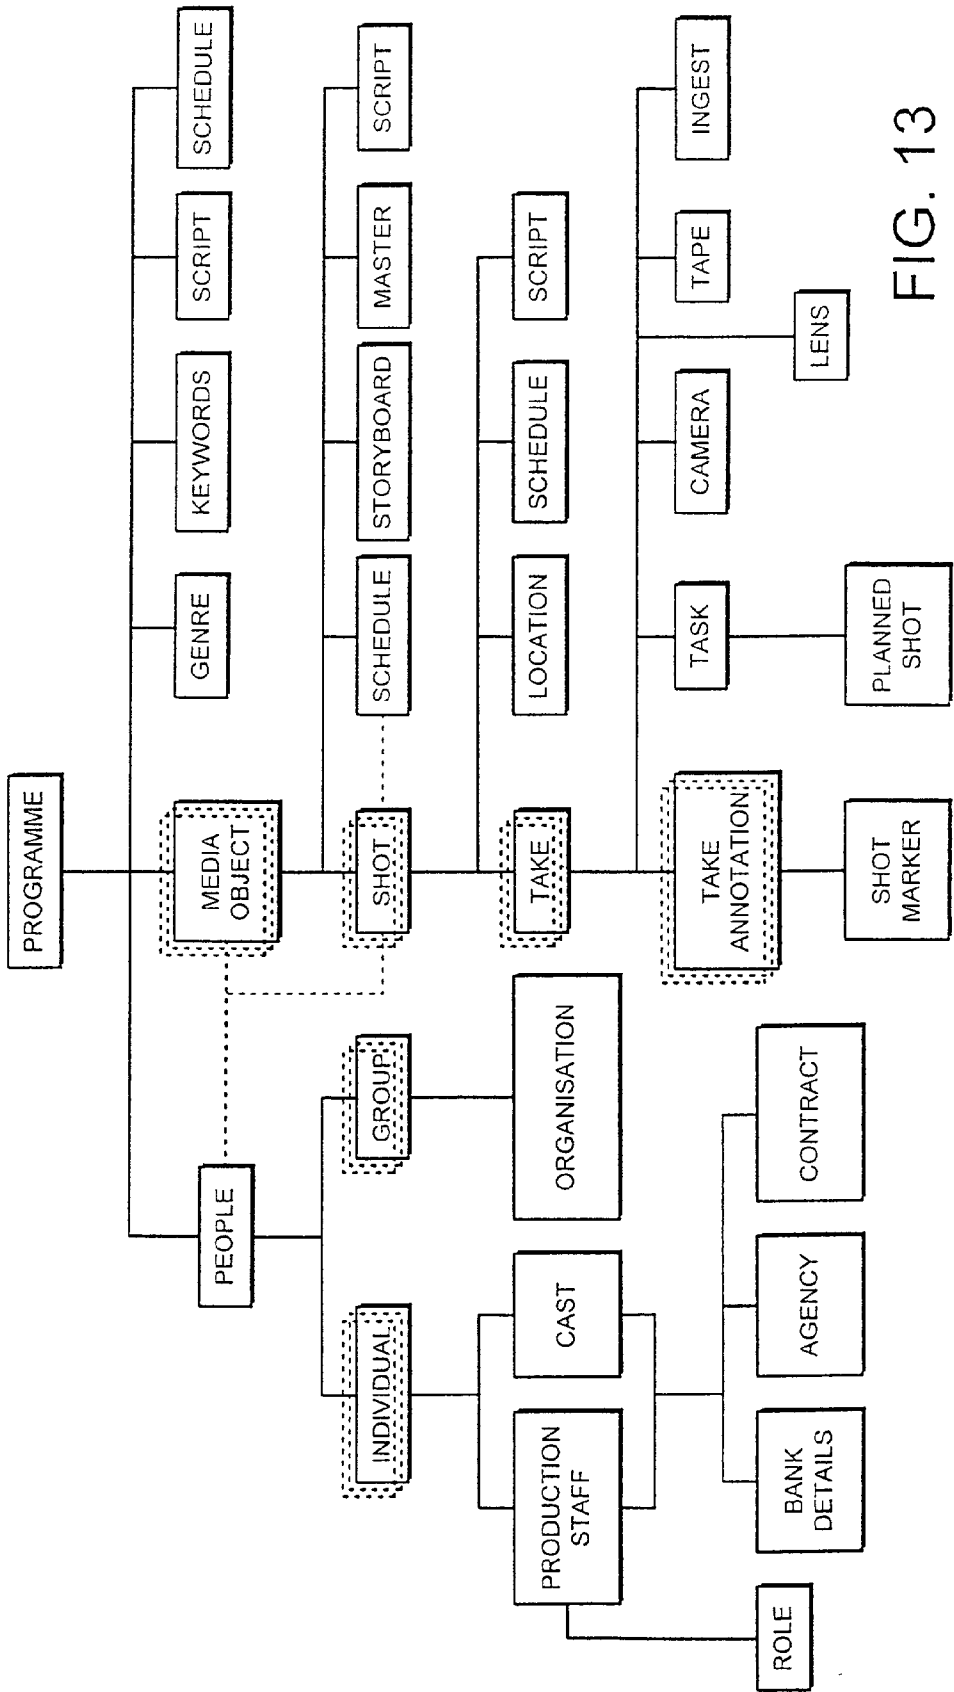 PROGRAMME
PEOPLE
MEDIA
OBJECT
GENRE
KEYWORDS
SCRIPT
SCHEDULE
INDIVIDUAL
GROUP
SHOT
SCHEDULE
STORYBOARD
MASTER
SCRIPT
PRODUCTION
STAFF
CAST
ORGANISATION
TAKE
LOCATION
SCHEDULE
SCRIPT
ROLE
BANK
DETAILS
AGENCY
CONTRACT
TAKE
ANNOTATION
TASK
CAMERA
LENS
TAPE
INGEST
SHOT
MARKER
PLANNED
SHOT
FIG. 13